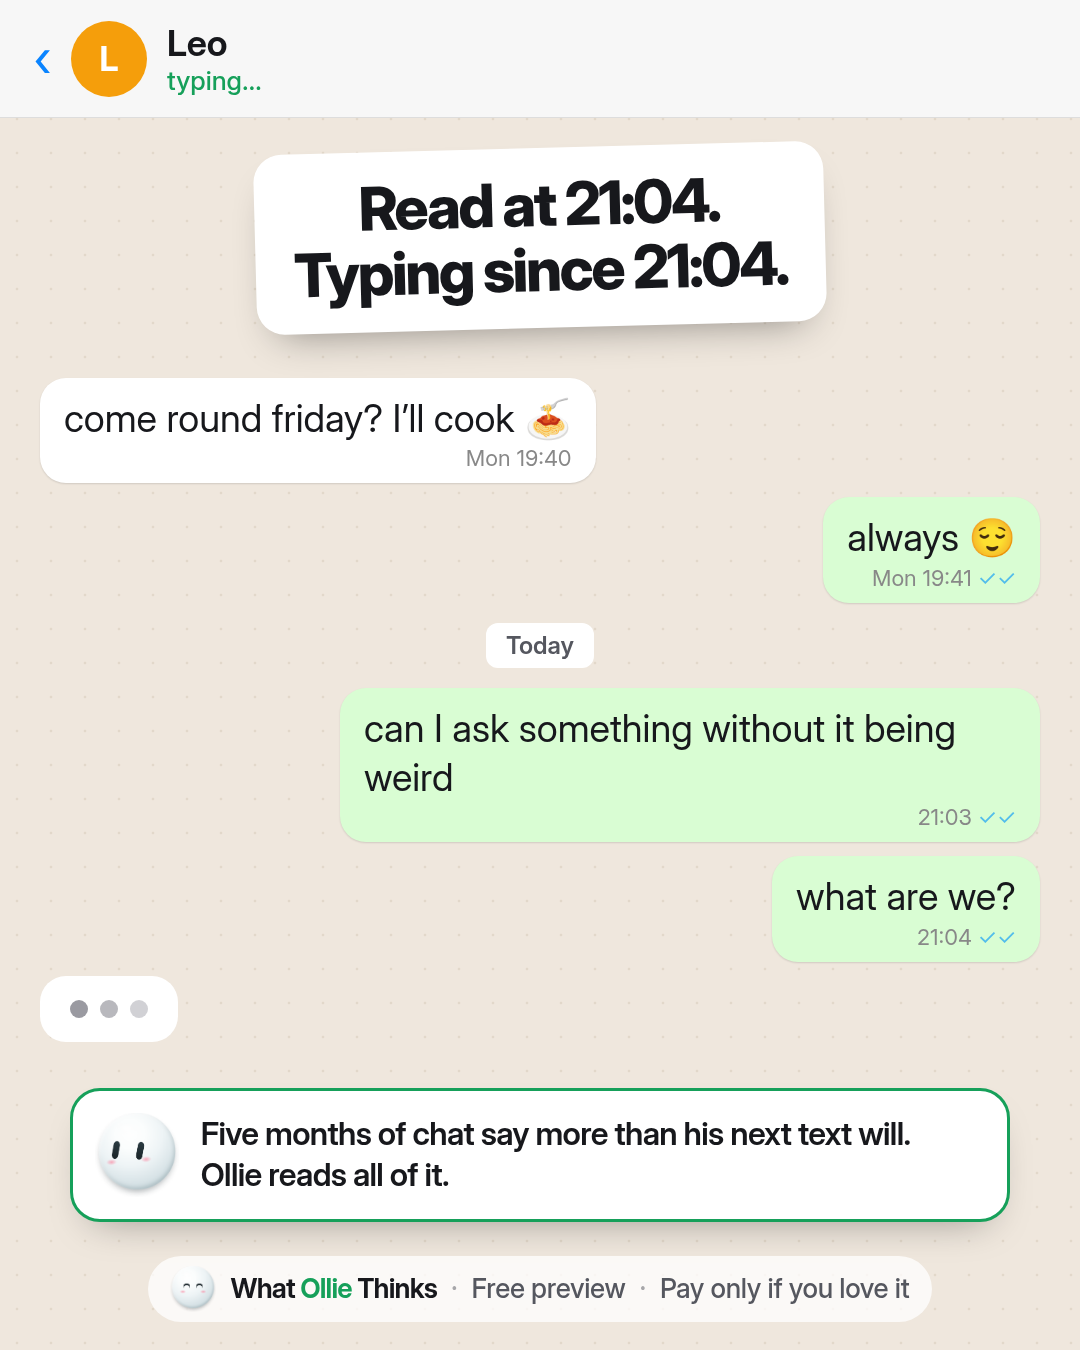 ‹
L
Leo
typing...
Read at 21:04.
Typing since 21:04.
come round friday? I’ll cook 🍝
Mon 19:40
always 😌
Mon 19:41 ✓✓
Today
can I ask something without it being
weird
21:03 ✓✓
what are we?
21:04 ✓✓
Five months of chat say more than his next text will.
Ollie reads all of it.
What Ollie Thinks · Free preview · Pay only if you love it